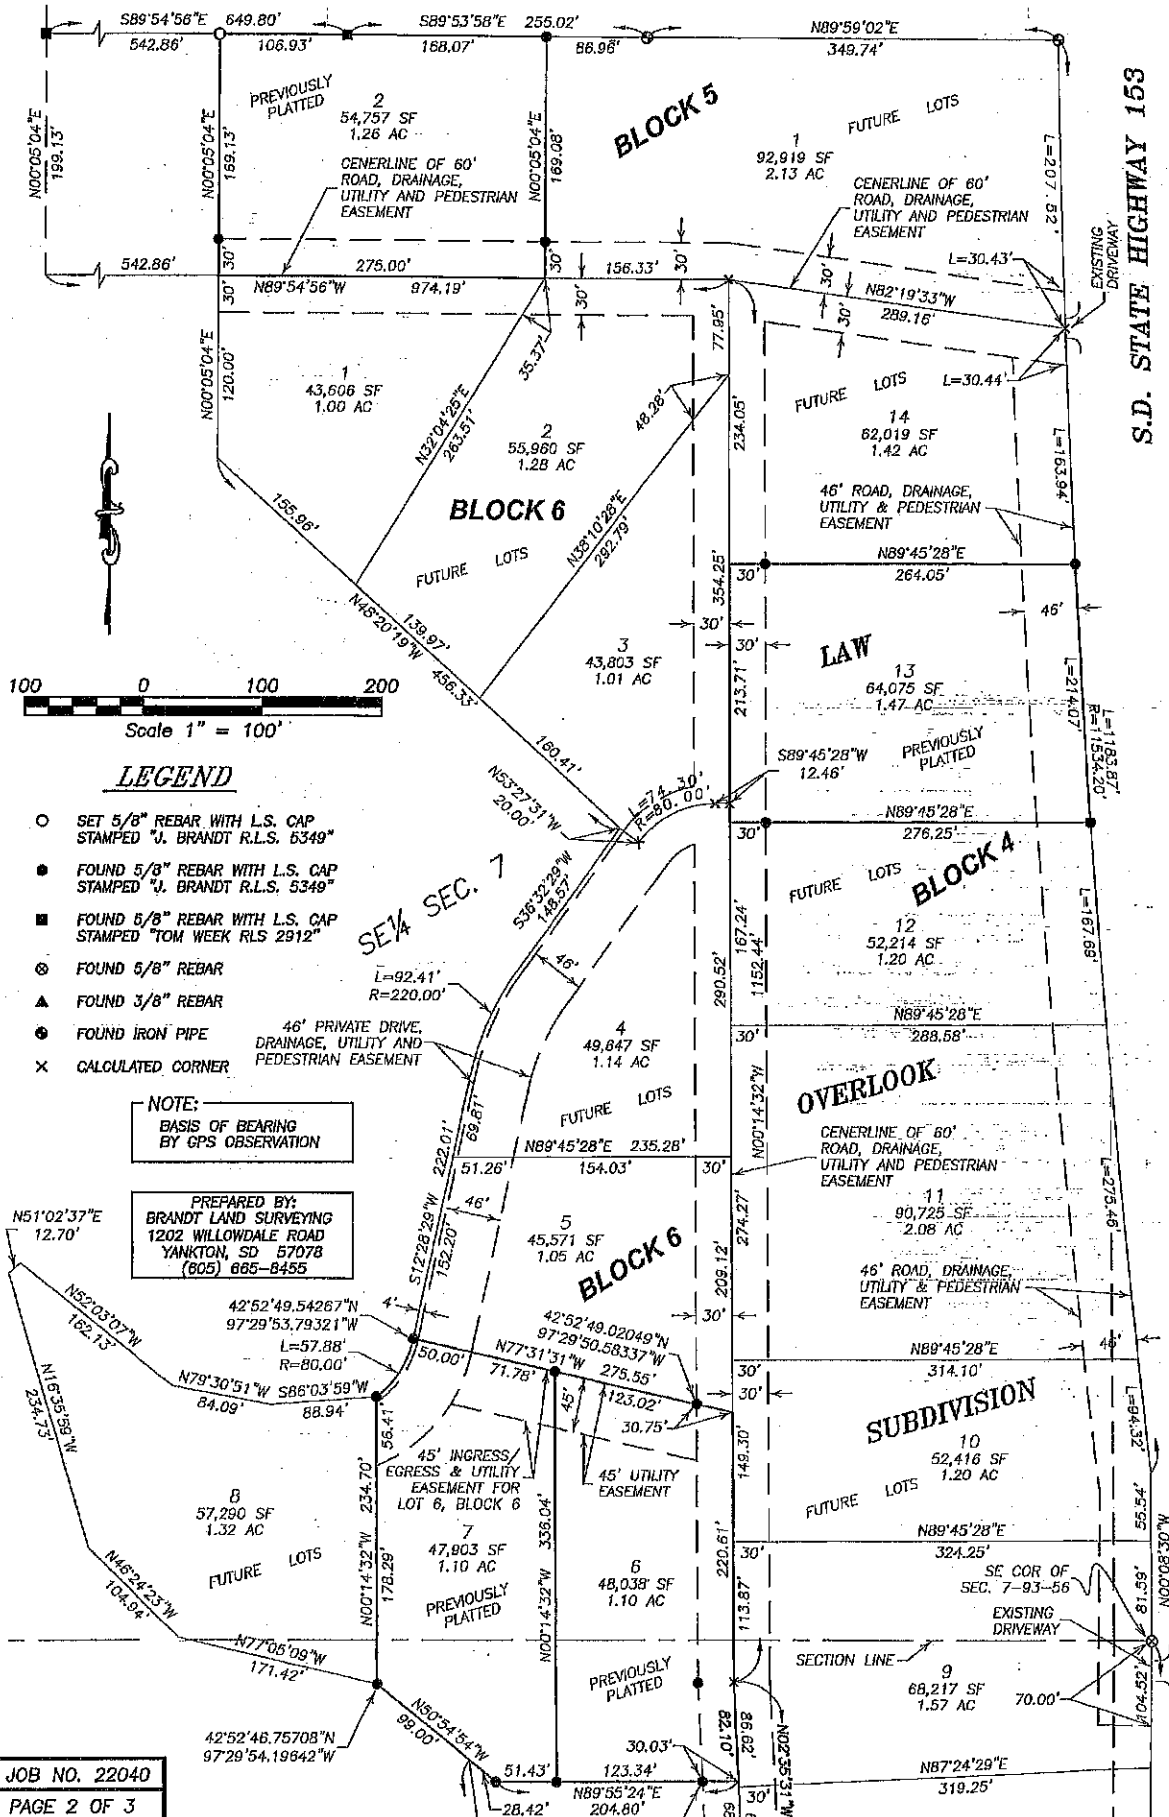 S89°54'56"E 649.80'
S89°53'58"E 255.02'
N89°59'02"E
542.86'
106.93'
168.07'
86.96'
349.74'
PREVIOUSLY
PLATTED
2
54,757 SF
1.26 AC
BLOCK 5
FUTURE LOTS
1
92,919 SF
2.13 AC
S.D. STATE HIGHWAY 153
N00°05'04"E
199.13'
N00°05'04"E
169.13'
N00°05'04"E
169.08'
L=207.52'
CENERLINE OF 60'
ROAD, DRAINAGE,
UTILITY AND PEDESTRIAN
EASEMENT
CENERLINE OF 60'
ROAD, DRAINAGE,
UTILITY AND PEDESTRIAN
EASEMENT
EXISTING
DRIVEWAY
L=30.43'
542.86'
30'
275.00'
30'
156.33'
30'
30'
N89°54'56"W
974.19'
30'
30'
N82°19'33"W
289.16'
30'
77.95'
35.37'
N00°05'04"E
120.00'
1
43,606 SF
1.00 AC
N32°04'25"E
263.51'
2
55,960 SF
1.28 AC
48.28'
234.05'
FUTURE LOTS
L=30.44'
14
62,019 SF
1.42 AC
L=163.94'
46' ROAD, DRAINAGE,
UTILITY & PEDESTRIAN
EASEMENT
BLOCK 6
FUTURE LOTS
155.96'
N38°10'28"E
292.79'
354.25'
N89°45'28"E
30'
264.05'
N48°20'19"W
139.97'
456.33'
30'
30'
46'
3
43,803 SF
1.01 AC
LAW
13
64,075 SF
1.47 AC
213.71'
L=214.07'
L=1183.87'
R=11534.20'
100 0 100 200
Scale 1" = 100'
160.41'
S89°45'28"W
12.46'
PREVIOUSLY
PLATTED
LEGEND
SET 5/8" REBAR WITH L.S. CAP
STAMPED "J. BRANDT R.L.S. 5349"
FOUND 5/8" REBAR WITH L.S. CAP
STAMPED "J. BRANDT R.L.S. 5349"
FOUND 5/8" REBAR WITH L.S. CAP
STAMPED "TOM WEEK RLS 2912"
FOUND 5/8" REBAR
FOUND 3/8" REBAR
FOUND IRON PIPE
CALCULATED CORNER
N53°27'31"W
20.00'
L=74.30'
R=80.00'
N89°45'28"E
30'
276.25'
SE¼ SEC. 7
S36°32'29"W
148.57'
46'
L=92.41'
R=220.00'
FUTURE LOTS
BLOCK 4
12
52,214 SF
1.20 AC
167.24'
1152.44'
290.52'
L=167.69'
46' PRIVATE DRIVE,
DRAINAGE, UTILITY AND
PEDESTRIAN EASEMENT
4
49,847 SF
1.14 AC
FUTURE LOTS
N89°45'28"E
30'
288.58'
N00°14'32"W
OVERLOOK
NOTE:
BASIS OF BEARING
BY GPS OBSERVATION
69.81'
222.01'
N89°45'28"E 235.28'
51.26' 154.03' 30'
CENERLINE OF 60'
ROAD, DRAINAGE,
UTILITY AND PEDESTRIAN
EASEMENT
L=275.46'
PREPARED BY:
BRANDT LAND SURVEYING
1202 WILLOWDALE ROAD
YANKTON, SD 57078
(605) 665-8455
N51°02'37"E
12.70'
S12°28'29"W
152.20'
46'
5
45,571 SF
1.05 AC
BLOCK 6
274.27'
209.12'
11
90,725 SF
2.08 AC
46' ROAD, DRAINAGE,
UTILITY & PEDESTRIAN
EASEMENT
N52°03'07"W
162.13'
4'
42°52'49.54267"N
97°29'53.79321"W
42°52'49.02049"N
97°29'50.58337"W
30'
46'
L=57.88'
R=80.00'
50.00'
N77°31'31"W
71.78'
275.55'
123.02'
N89°45'28"E
30'
314.10'
30'
N79°30'51"W
84.09'
S86°03'59"W
88.94'
45'
30.75'
SUBDIVISION
N16°35'59"W
234.73'
56.41'
234.70'
45' INGRESS/
EGRESS & UTILITY
EASEMENT FOR
LOT 6, BLOCK 6
45' UTILITY
EASEMENT
149.30'
L=94.32'
10
52,416 SF
1.20 AC
FUTURE LOTS
8
57,290 SF
1.32 AC
FUTURE LOTS
N00°14'32"W
178.29'
7
47,903 SF
1.10 AC
PREVIOUSLY
PLATTED
336.04'
N00°14'32"W
220.61'
55.54'
N89°45'28"E
30'
324.25'
6
48,038 SF
1.10 AC
N46°24'23"W
104.94'
SE COR OF
SEC. 7-93-56
81.59'
N00°08'30"W
113.87'
EXISTING
DRIVEWAY
N77°05'09"W
171.42'
SECTION LINE
PREVIOUSLY
PLATTED
9
68,217 SF
1.57 AC
70.00'
104.52'
42°52'46.75708"N
97°29'54.19642"W
N50°54'54"W
99.00'
82.10'
86.62'
N02°35'31"W
30.03'
N87°24'29"E
319.25'
30'
51.43'
123.34'
N89°55'24"E
28.42'
204.80'
JOB NO. 22040
PAGE 2 OF 3